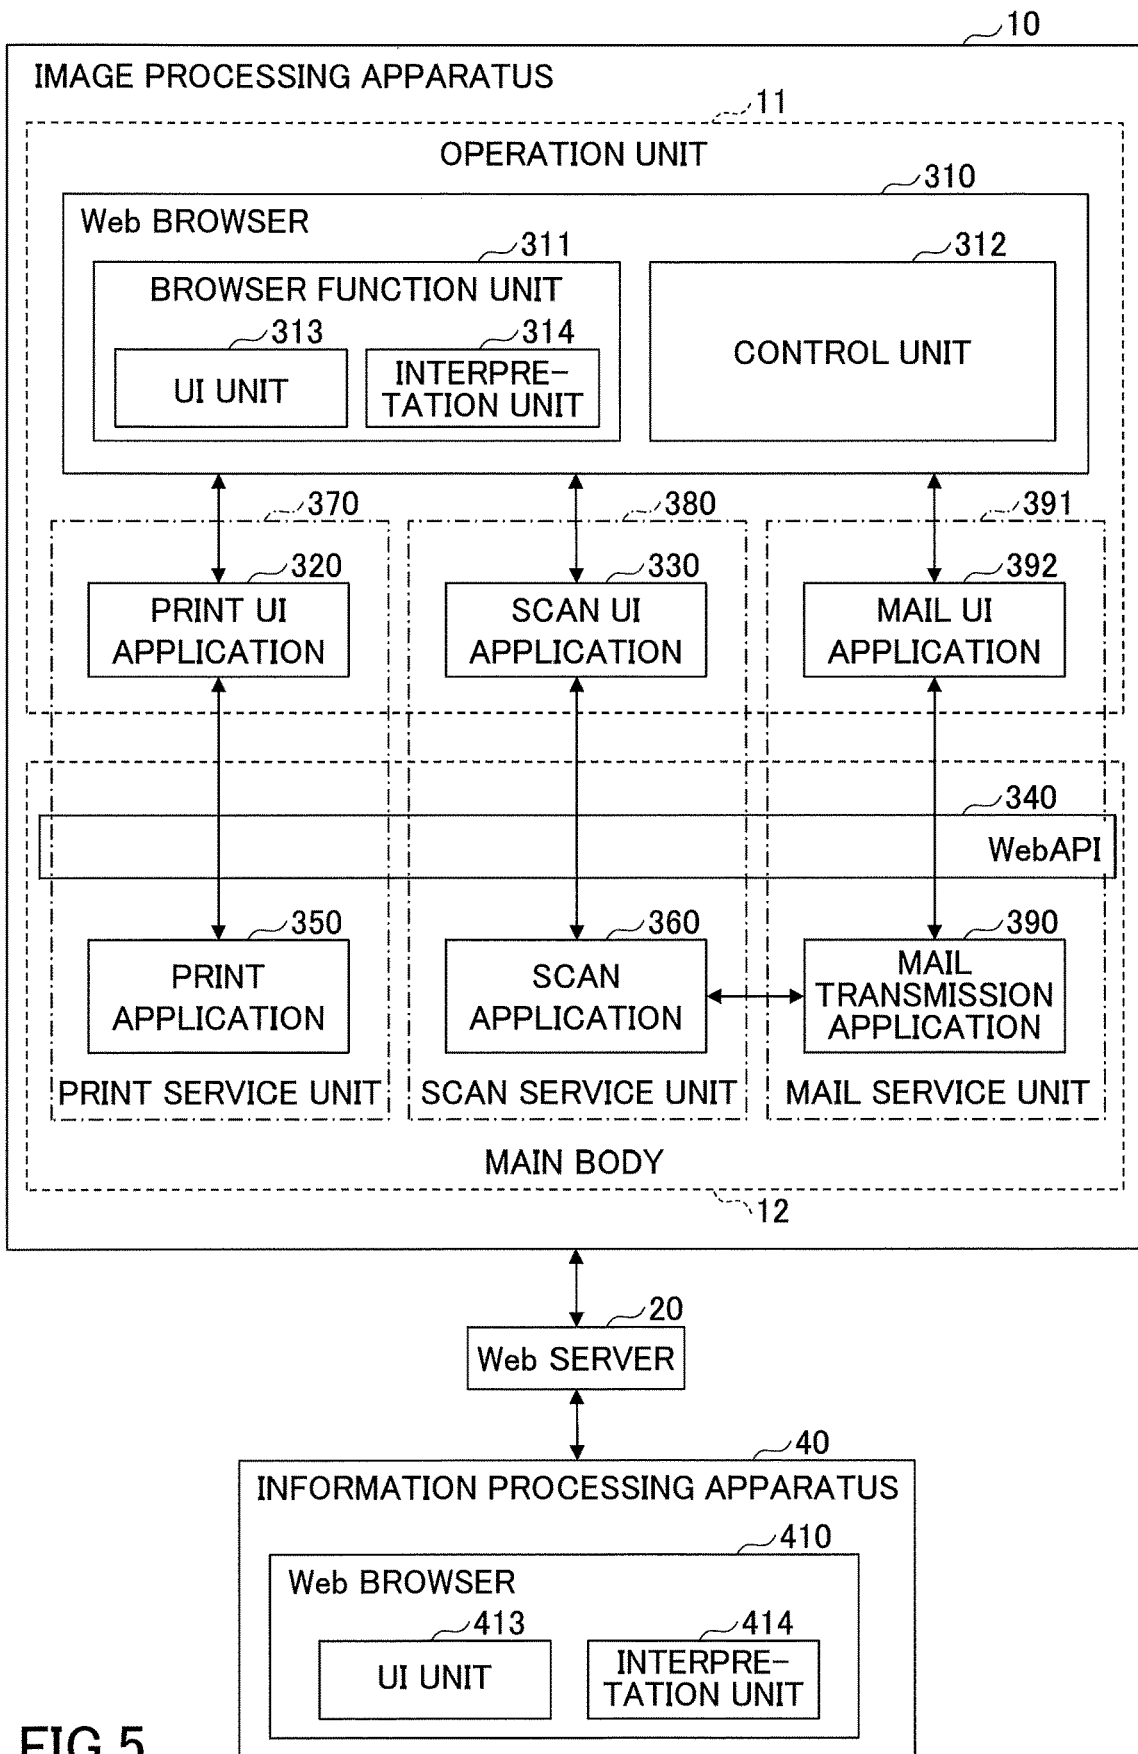 10
IMAGE PROCESSING APPARATUS
11
OPERATION UNIT
310
Web BROWSER
311
312
BROWSER FUNCTION UNIT
313
314
UI UNIT
INTERPRE-
TATION UNIT
CONTROL UNIT
370
380
391
320
330
392
PRINT UI
APPLICATION
SCAN UI
APPLICATION
MAIL UI
APPLICATION
340
WebAPI
350
360
390
PRINT
APPLICATION
SCAN
APPLICATION
MAIL
TRANSMISSION
APPLICATION
PRINT SERVICE UNIT
SCAN SERVICE UNIT
MAIL SERVICE UNIT
MAIN BODY
12
20
Web SERVER
40
INFORMATION PROCESSING APPARATUS
410
Web BROWSER
413
414
UI UNIT
INTERPRE-
TATION UNIT
FIG.5